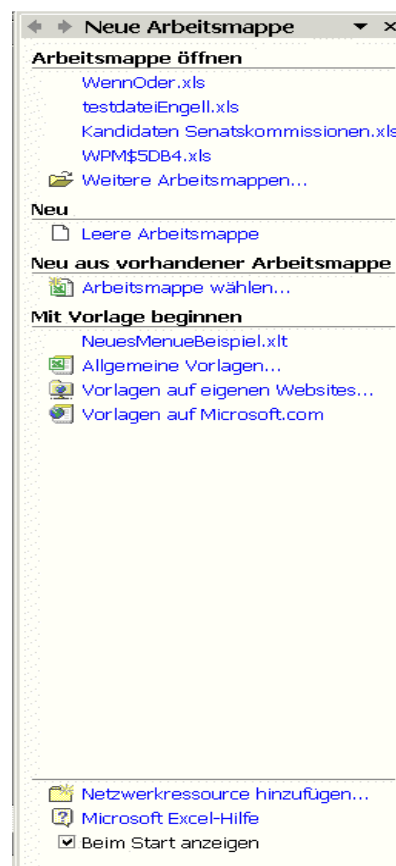 Neue Arbeitsmappe
Arbeitsmappe öffnen
WennOder.xls
testdateiEngell.xls
Kandidaten Senatskommissionen.xls
WPM$5DB4.xls
Weitere Arbeitsmappen...
Neu
Leere Arbeitsmappe
Neu aus vorhandener Arbeitsmappe
Arbeitsmappe wählen...
Mit Vorlage beginnen
NeuesMenueBeispiel.xlt
Allgemeine Vorlagen...
Vorlagen auf eigenen Websites...
Vorlagen auf Microsoft.com
Netzwerkressource hinzufügen...
Microsoft Excel-Hilfe
Beim Start anzeigen